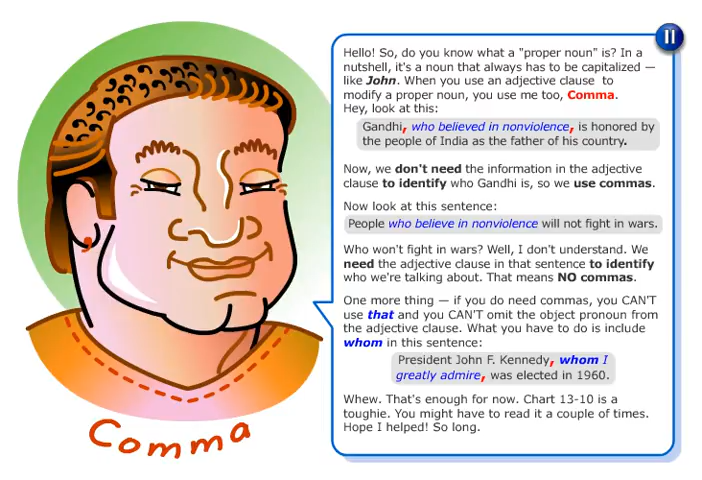 II
Hello! So, do you know what a "proper noun" is? In a
nutshell, it's a noun that always has to be capitalized —
like John. When you use an adjective clause to
modify a proper noun, you use me too, Comma.
Hey, look at this:
Gandhi, who believed in nonviolence, is honored by
the people of India as the father of his country.
Now, we don't need the information in the adjective
clause to identify who Gandhi is, so we use commas.
Now look at this sentence:
People who believe in nonviolence will not fight in wars.
Who won't fight in wars? Well, I don't understand. We
need the adjective clause in that sentence to identify
who we're talking about. That means NO commas.
One more thing — if you do need commas, you CAN'T
use that and you CAN'T omit the object pronoun from
the adjective clause. What you have to do is include
whom in this sentence:
President John F. Kennedy, whom I
greatly admire, was elected in 1960.
Whew. That's enough for now. Chart 13-10 is a
toughie. You might have to read it a couple of times.
Hope I helped! So long.
Comma